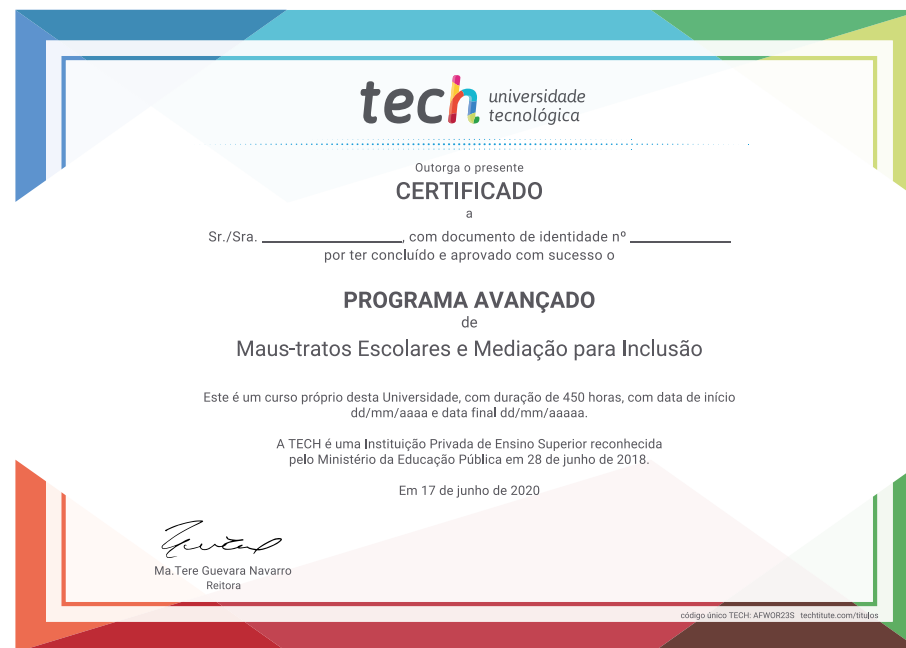 tech universidade
tecnológica
Outorga o presente
CERTIFICADO
a
Sr./Sra. , com documento de identidade nº
por ter concluído e aprovado com sucesso o
PROGRAMA AVANÇADO
de
Maus-tratos Escolares e Mediação para Inclusão
Este é um curso próprio desta Universidade, com duração de 450 horas, com data de início
dd/mm/aaaa e data final dd/mm/aaaaa.
A TECH é uma Instituição Privada de Ensino Superior reconhecida
pelo Ministério da Educação Pública em 28 de junho de 2018.
Em 17 de junho de 2020
Ma.Tere Guevara Navarro
Reitora
código único TECH: AFWOR23S techtitute.com/titulos